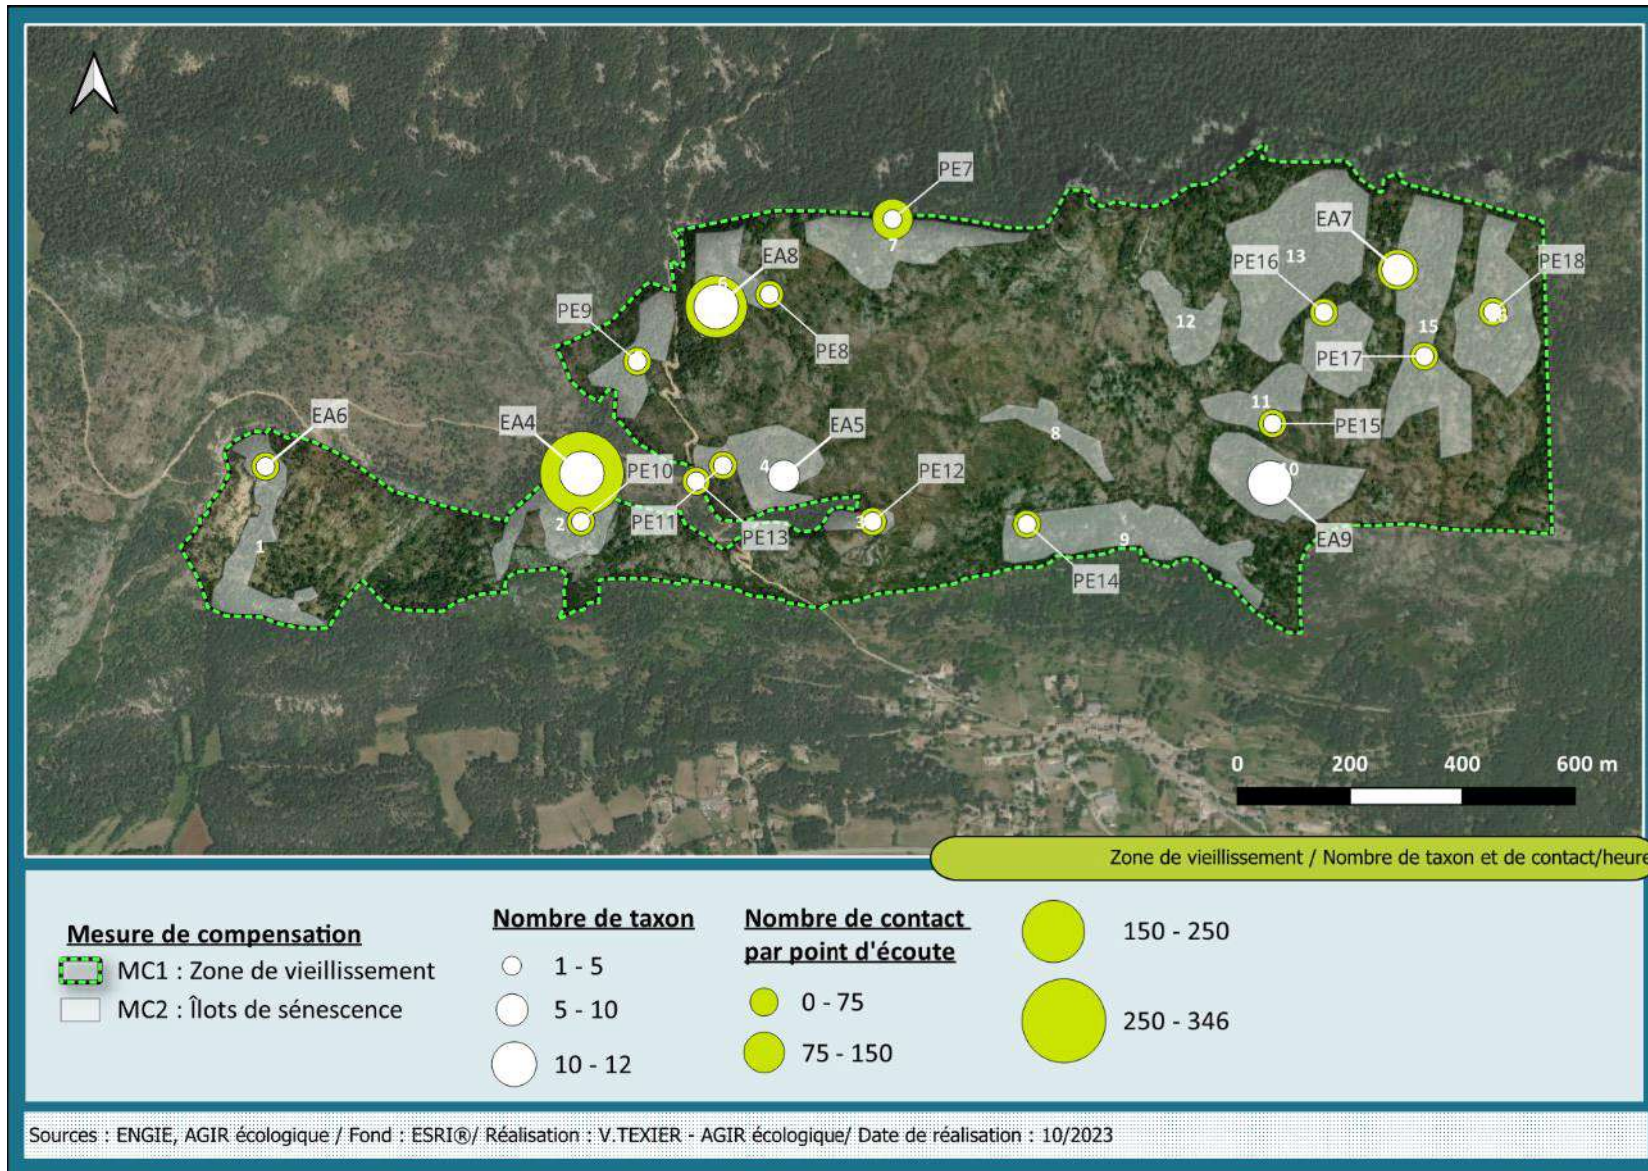 PE7
EA8
7
6
EA7
PE16
13
PE18
PE9
PE8
12
15
PE17
EA6
EA4
PE10
EA5
4
PE12
8
11
PE15
10
2
PE11
PE13
3
9
PE14
EA9
1
0 200 400 600 m
Zone de vieillissement / Nombre de taxon et de contact/heure
Mesure de compensation
MC1 : Zone de vieillissement
MC2 : Îlots de sénescence
Nombre de taxon
1 - 5
5 - 10
10 - 12
Nombre de contact
par point d'écoute
0 - 75
75 - 150
150 - 250
250 - 346
Sources : ENGIE, AGIR écologique / Fond : ESRI®/ Réalisation : V.TEXIER - AGIR écologique/ Date de réalisation : 10/2023